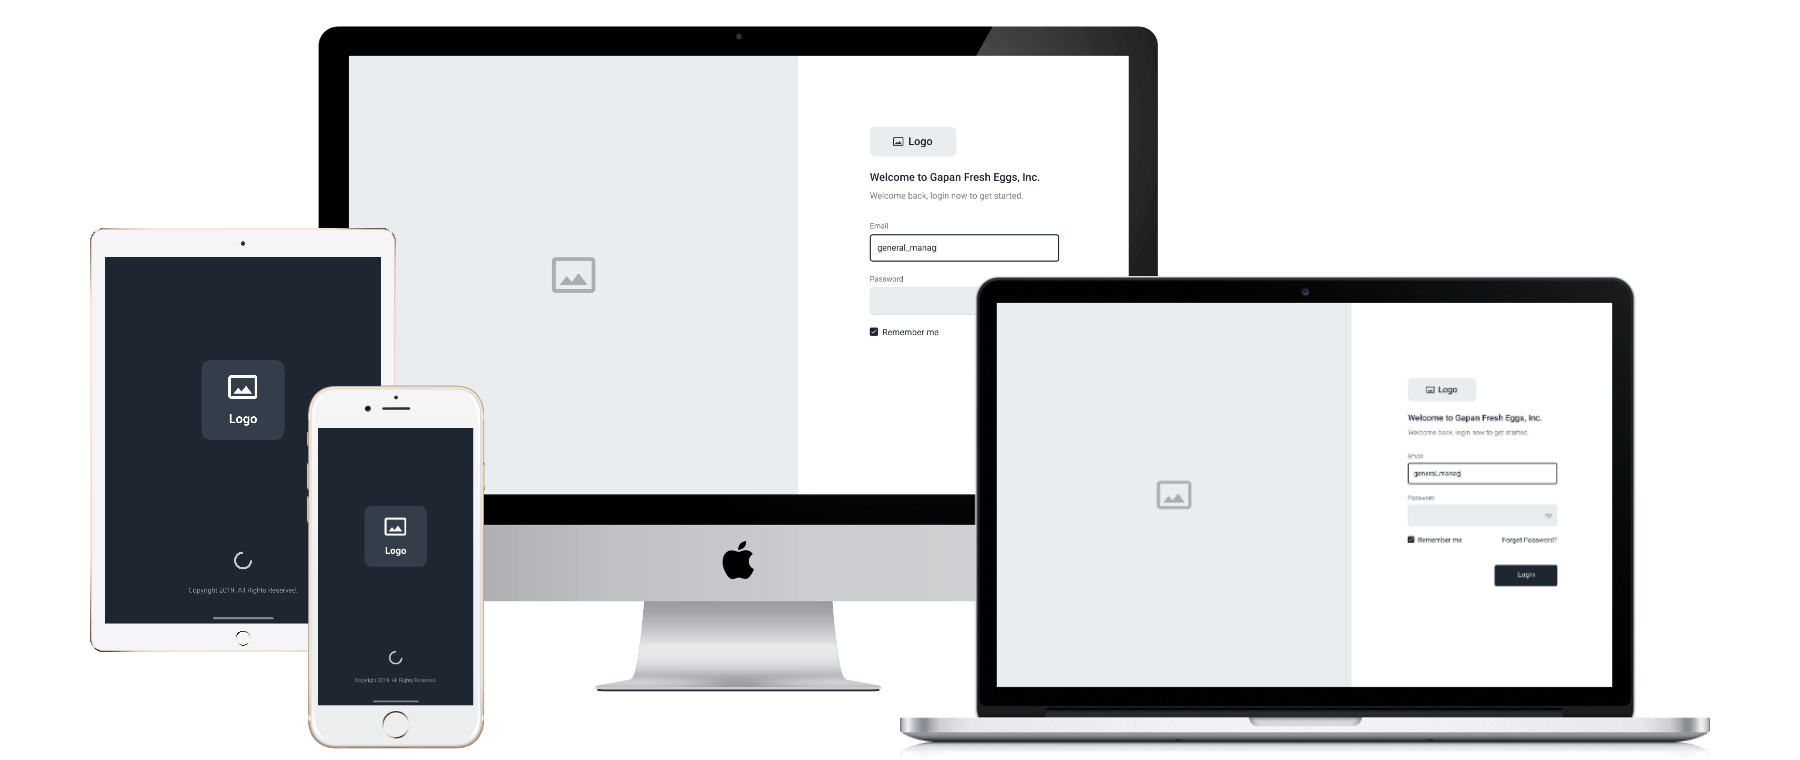 Logo
Welcome to Gapan Fresh Eggs, Inc.
Welcome back, login now to get started.
Email
general_manag
Password
Remember me
Logo
Copyright 2019. All Rights Reserved.
Logo
Copyright 2019. All Rights Reserved.
Logo
Welcome to Gapan Fresh Eggs, Inc.
Welcome back, login now to get started
Email
general_manag
Password
Remember me Forget Password?
Login